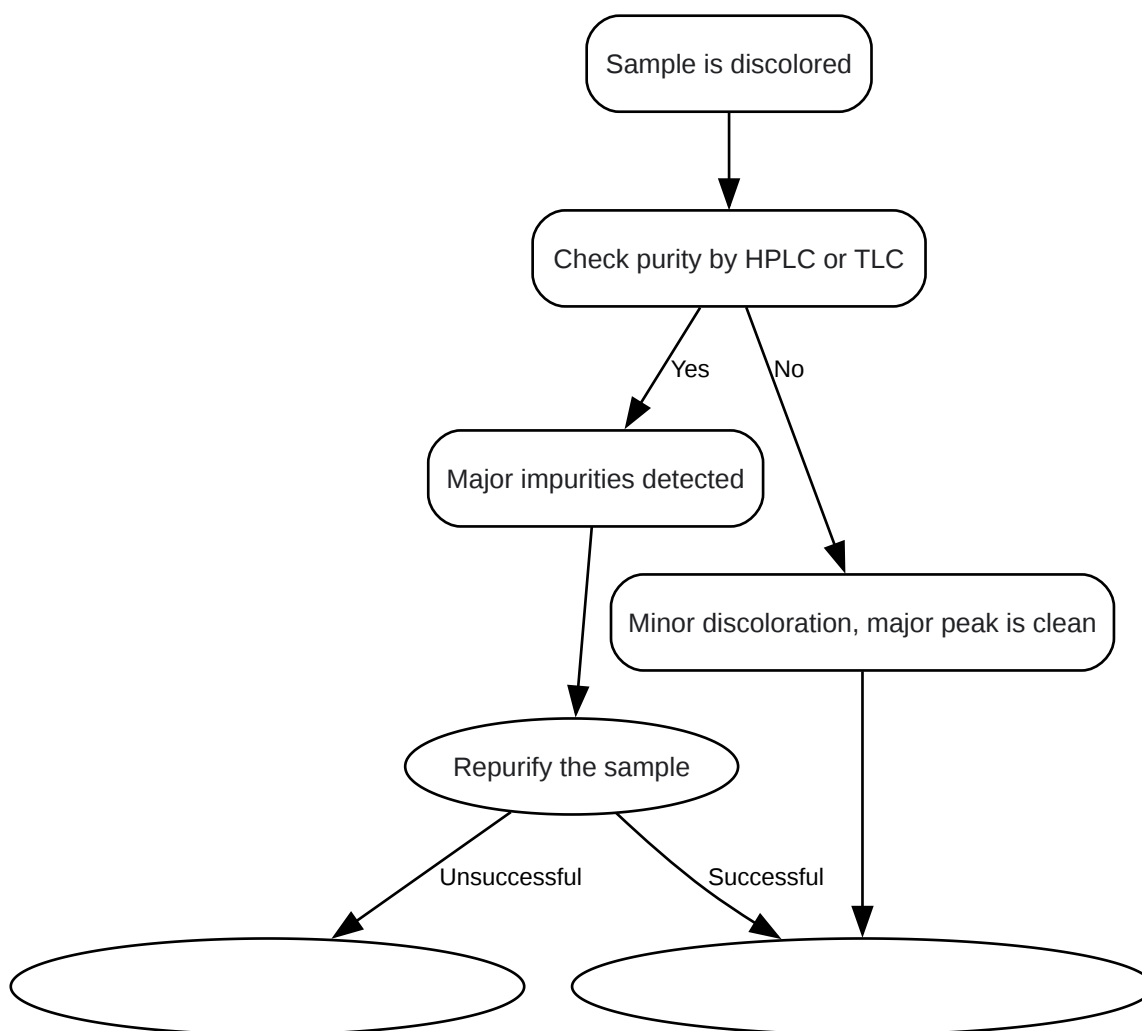 Sample is discolored
Check purity by HPLC or TLC
Yes
No
Major impurities detected
Minor discoloration, major peak is clean
Repurify the sample
Unsuccessful
Successful